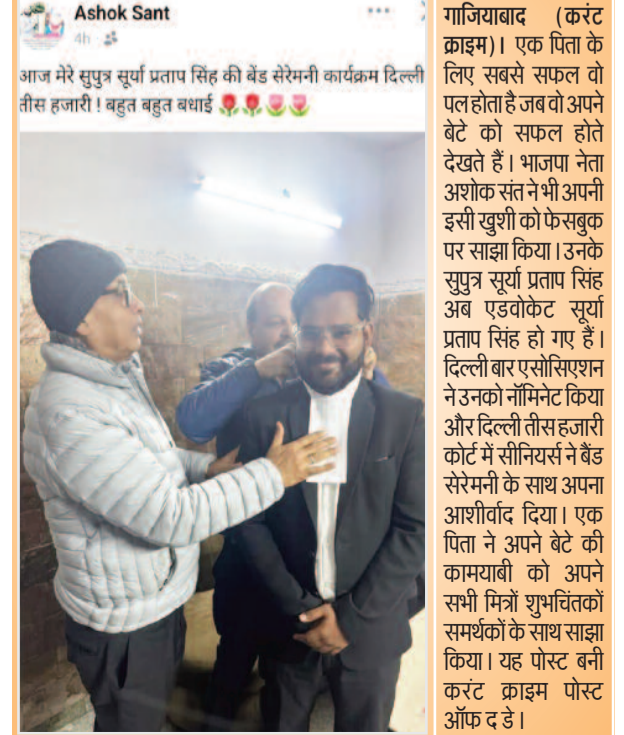 Ashok Sant
4h
आज मेरे सुपुत्र सुर्या प्रताप सिंह की बेंड सेरेमनी कार्यक्रम दिल्ली
तीस हजारी ! बहुत बहुत बधाई 🌹🌹🌷🌷
गाजियाबाद (करंट
क्राइम)। एक पिता के
लिए सबसे सफल वो
पल होता है जब वो अपने
बेटे को सफल होते
देखते हैं। भाजपा नेता
अशोक संत ने भी अपनी
इसी खुशी को फेसबुक
पर साझा किया। उनके
सुपुत्र सूर्या प्रताप सिंह
अब एडवोकेट सूर्या
प्रताप सिंह हो गए हैं।
दिल्ली बार एसोसिएशन
ने उनको नॉमिनेट किया
और दिल्ली तीस हजारी
कोर्ट में सीनियर्स ने बैंड
सेरेमनी के साथ अपना
आशीर्वाद दिया। एक
पिता ने अपने बेटे की
कामयाबी को अपने
सभी मित्रों शुभचिंतकों
समर्थकों के साथ साझा
किया। यह पोस्ट बनी
करंट क्राइम पोस्ट
ऑफ द डे।